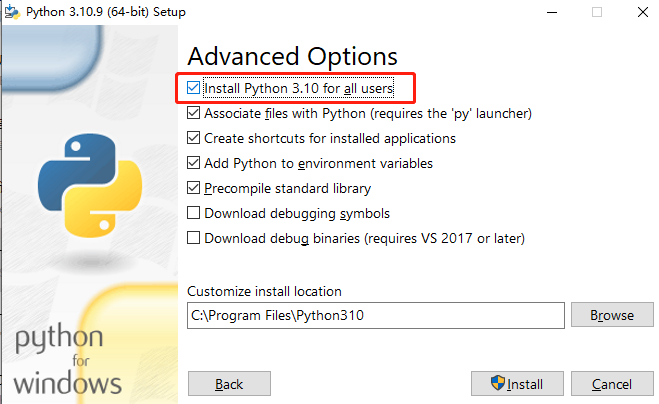 Python 3.10.9 (64-bit) Setup
Advanced Options
Install Python 3.10 for all users
Associate files with Python (requires the 'py' launcher)
Create shortcuts for installed applications
Add Python to environment variables
Precompile standard library
Download debugging symbols
Download debug binaries (requires VS 2017 or later)
Customize install location
C:\Program Files\Python310
Browse
python
for
windows
Back
Install
Cancel